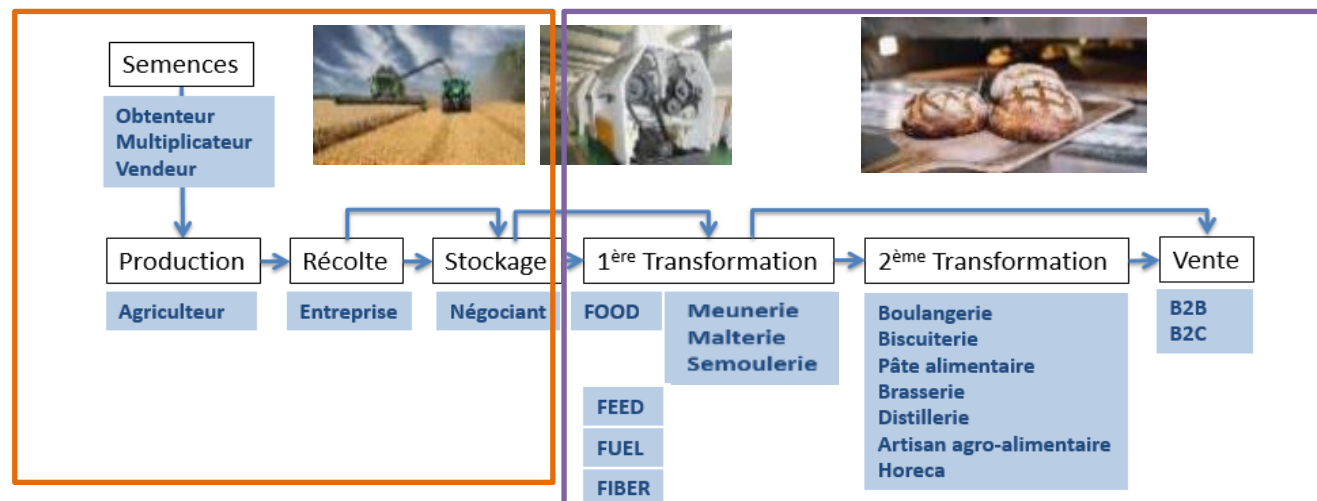 Semences
Obtenteur
Multiplicateur
Vendeur
Production
Agriculteur
Récolte
Entreprise
Stockage
Négociant
1ère Transformation
FOOD
Meunerie
Malterie
Semoulerie
FEED
FUEL
FIBER
2ème Transformation
Boulangerie
Biscuiterie
Pâte alimentaire
Brasserie
Distillerie
Artisan agro-alimentaire
Horeca
Vente
B2B
B2C